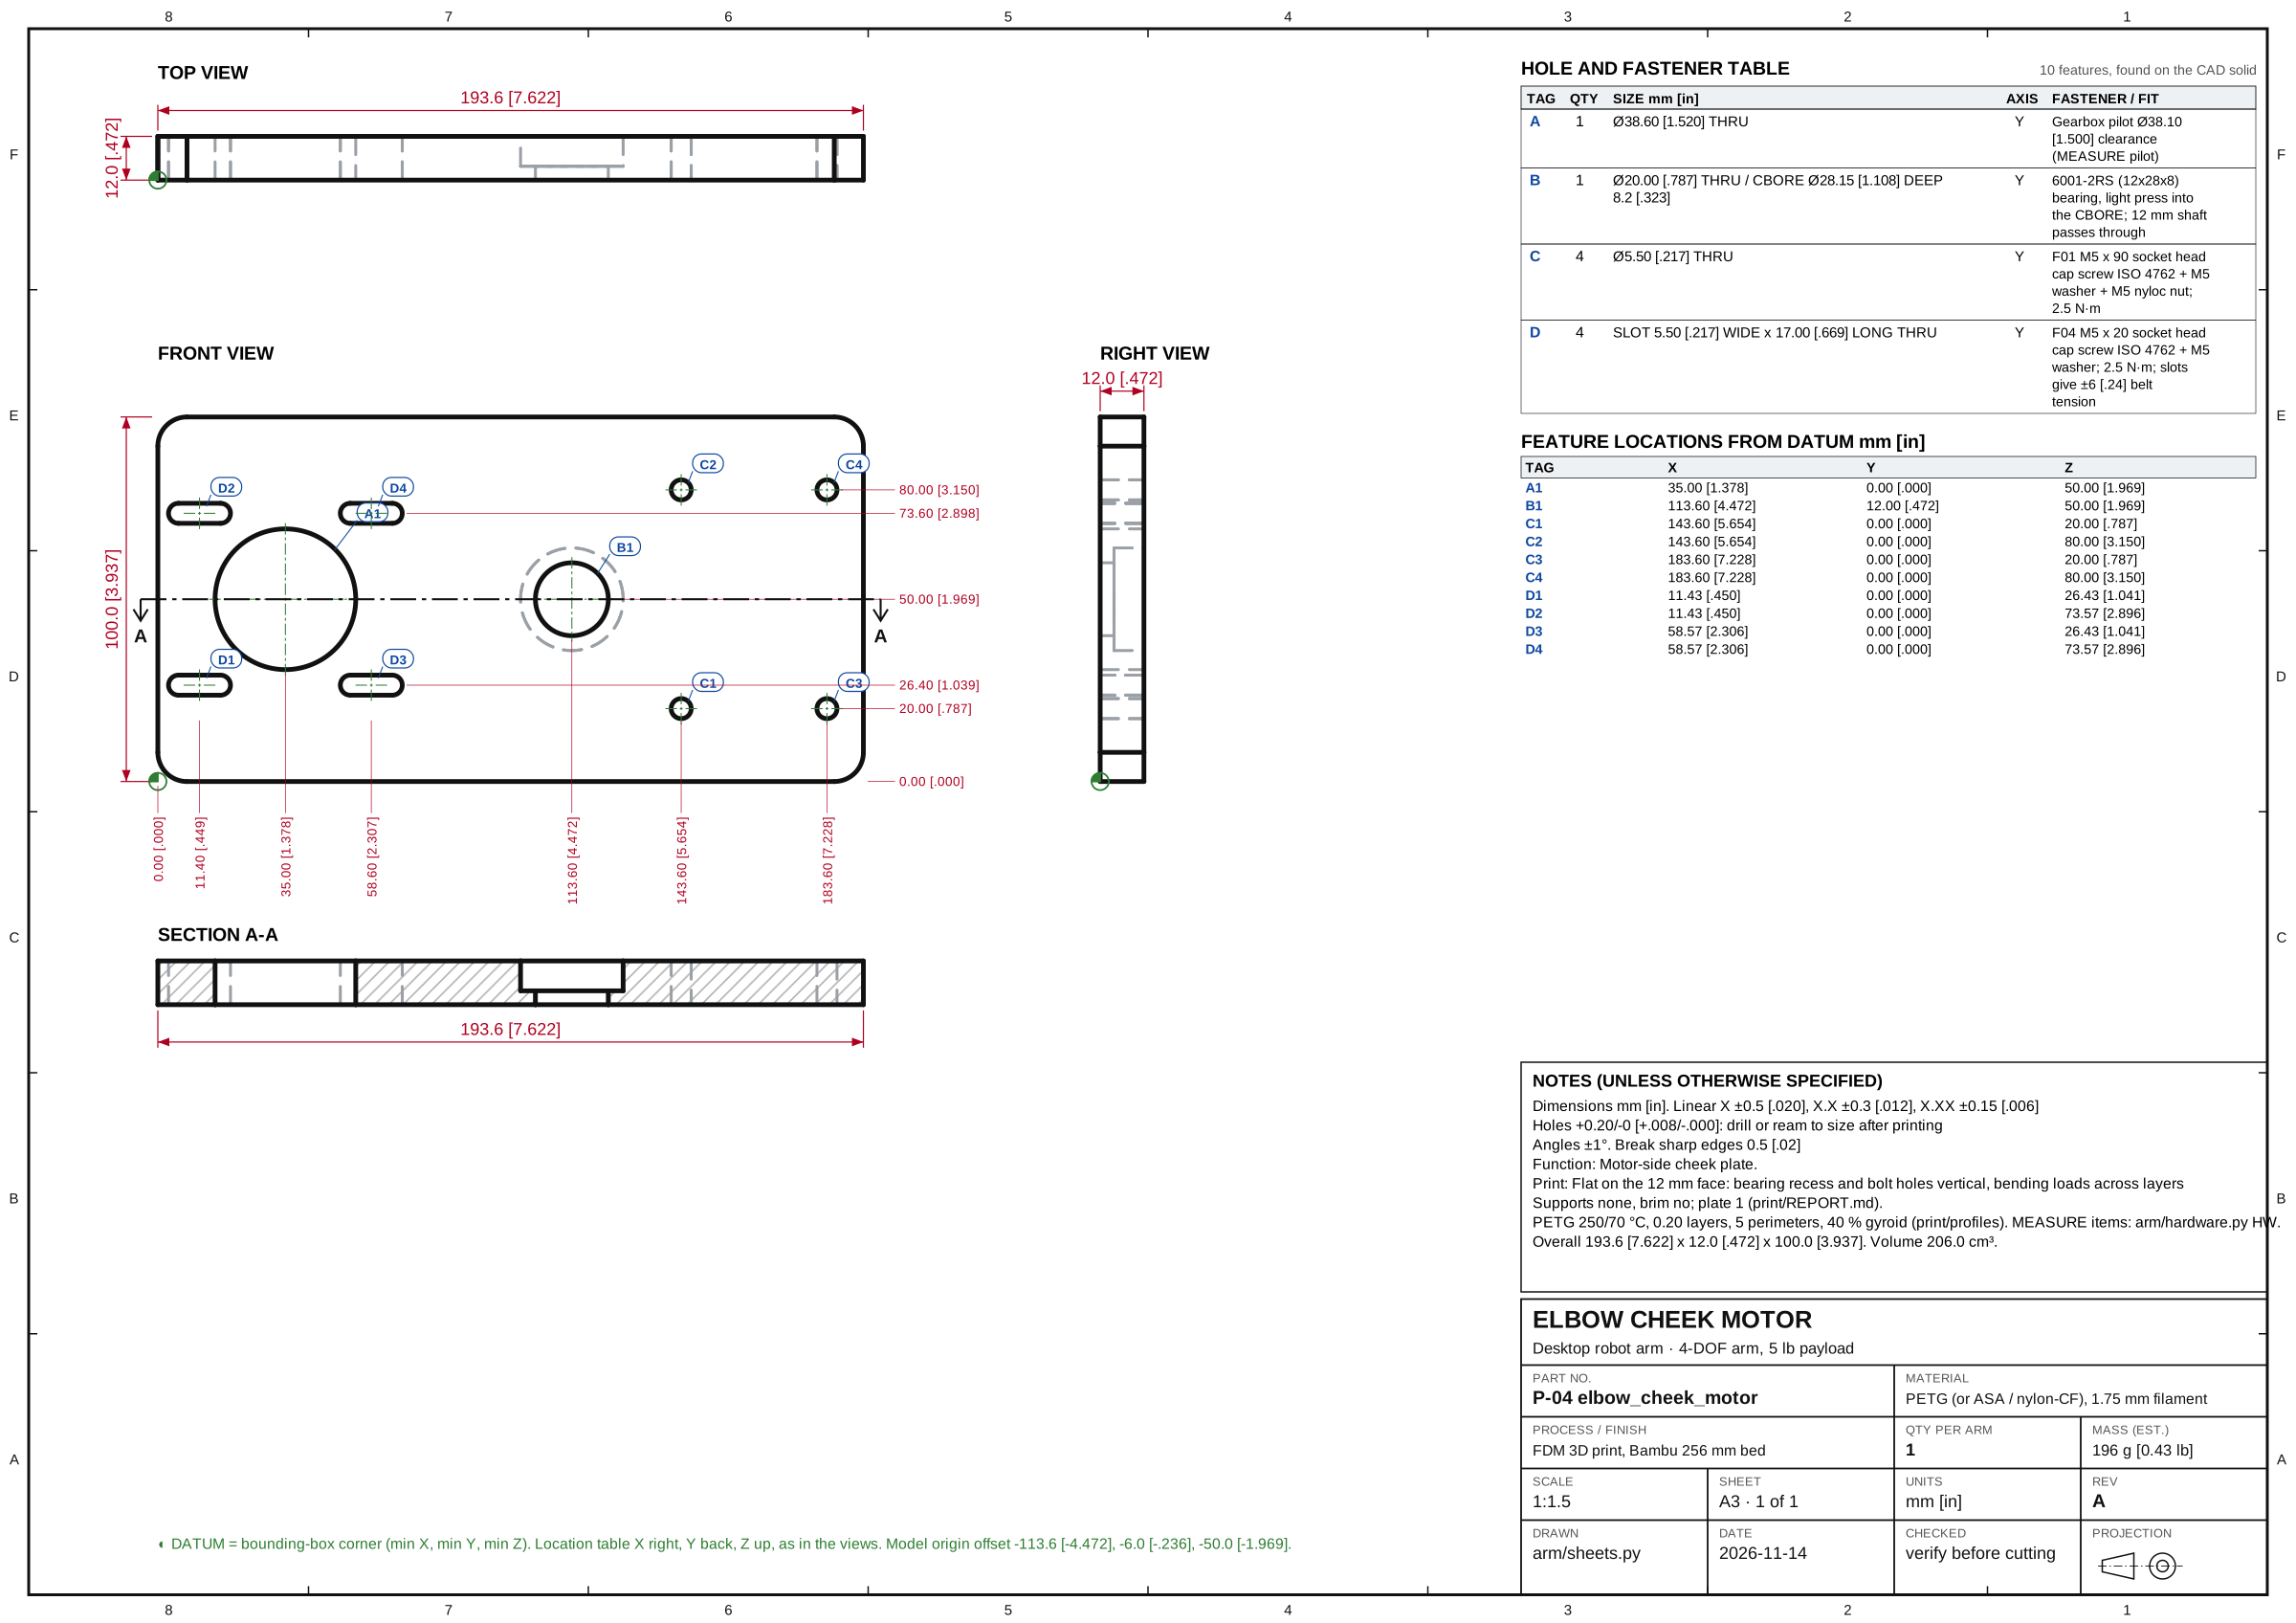 8 7 6 5 4 3 2 1
TOP VIEW
193.6 [7.622]
12.0 [.472]
F
F
HOLE AND FASTENER TABLE
10 features, found on the CAD solid
TAG QTY SIZE mm [in] AXIS FASTENER / FIT
A 1 Ø38.60 [1.520] THRU Y Gearbox pilot Ø38.10
[1.500] clearance
(MEASURE pilot)
B 1 Ø20.00 [.787] THRU / CBORE Ø28.15 [1.108] DEEP Y 6001-2RS (12x28x8)
8.2 [.323] bearing, light press into
the CBORE; 12 mm shaft
passes through
C 4 Ø5.50 [.217] THRU Y F01 M5 x 90 socket head
cap screw ISO 4762 + M5
washer + M5 nyloc nut;
2.5 N·m
D 4 SLOT 5.50 [.217] WIDE x 17.00 [.669] LONG THRU Y F04 M5 x 20 socket head
cap screw ISO 4762 + M5
washer; 2.5 N·m; slots
give ±6 [.24] belt
tension
FRONT VIEW
RIGHT VIEW
12.0 [.472]
E
E
C2
C4
D2
D4
A1
B1
80.00 [3.150]
73.60 [2.898]
50.00 [1.969]
100.0 [3.937]
A
A
D1
D3
C1
C3
26.40 [1.039]
20.00 [.787]
0.00 [.000]
D
D
0.00 [.000]
11.40 [.449]
35.00 [1.378]
58.60 [2.307]
113.60 [4.472]
143.60 [5.654]
183.60 [7.228]
FEATURE LOCATIONS FROM DATUM mm [in]
TAG X Y Z
A1 35.00 [1.378] 0.00 [.000] 50.00 [1.969]
B1 113.60 [4.472] 12.00 [.472] 50.00 [1.969]
C1 143.60 [5.654] 0.00 [.000] 20.00 [.787]
C2 143.60 [5.654] 0.00 [.000] 80.00 [3.150]
C3 183.60 [7.228] 0.00 [.000] 20.00 [.787]
C4 183.60 [7.228] 0.00 [.000] 80.00 [3.150]
D1 11.43 [.450] 0.00 [.000] 26.43 [1.041]
D2 11.43 [.450] 0.00 [.000] 73.57 [2.896]
D3 58.57 [2.306] 0.00 [.000] 26.43 [1.041]
D4 58.57 [2.306] 0.00 [.000] 73.57 [2.896]
C
C
SECTION A-A
193.6 [7.622]
B
B
NOTES (UNLESS OTHERWISE SPECIFIED)
Dimensions mm [in]. Linear X ±0.5 [.020], X.X ±0.3 [.012], X.XX ±0.15 [.006]
Holes +0.20/-0 [+.008/-.000]: drill or ream to size after printing
Angles ±1°. Break sharp edges 0.5 [.02]
Function: Motor-side cheek plate.
Print: Flat on the 12 mm face: bearing recess and bolt holes vertical, bending loads across layers
Supports none, brim no; plate 1 (print/REPORT.md).
PETG 250/70 °C, 0.20 layers, 5 perimeters, 40 % gyroid (print/profiles). MEASURE items: arm/hardware.py HW.
Overall 193.6 [7.622] x 12.0 [.472] x 100.0 [3.937]. Volume 206.0 cm³.
ELBOW CHEEK MOTOR
Desktop robot arm · 4-DOF arm, 5 lb payload
PART NO. MATERIAL
P-04 elbow_cheek_motor PETG (or ASA / nylon-CF), 1.75 mm filament
PROCESS / FINISH QTY PER ARM MASS (EST.)
FDM 3D print, Bambu 256 mm bed 1 196 g [0.43 lb]
A
A
SCALE SHEET UNITS REV
1:1.5 A3 · 1 of 1 mm [in] A
DRAWN DATE CHECKED PROJECTION
arm/sheets.py 2026-11-14 verify before cutting
DATUM = bounding-box corner (min X, min Y, min Z). Location table X right, Y back, Z up, as in the views. Model origin offset -113.6 [-4.472], -6.0 [-.236], -50.0 [-1.969].
8 7 6 5 4 3 2 1